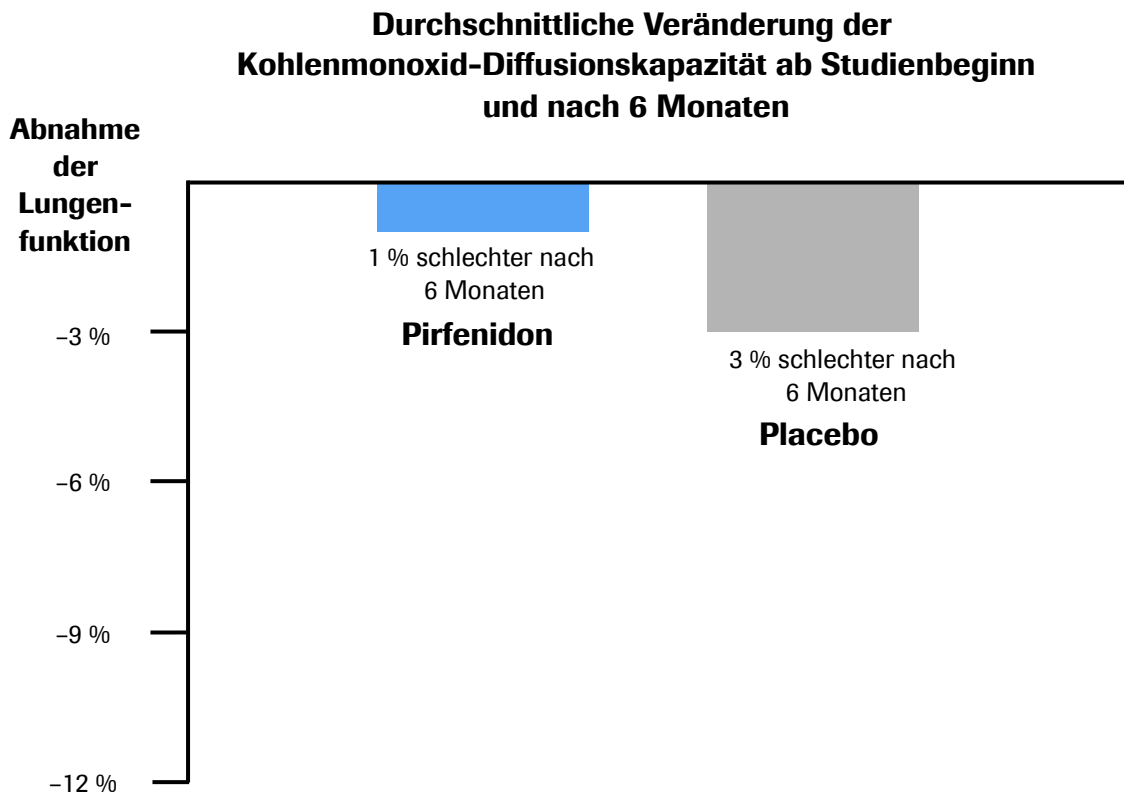 Durchschnittliche Veränderung der
Kohlenmonoxid-Diffusionskapazität ab Studienbeginn
und nach 6 Monaten
Abnahme
der
Lungen-
funktion
1 % schlechter nach
6 Monaten
Pirfenidon
3 % schlechter nach
6 Monaten
Placebo
–3 %
–6 %
–9 %
–12 %